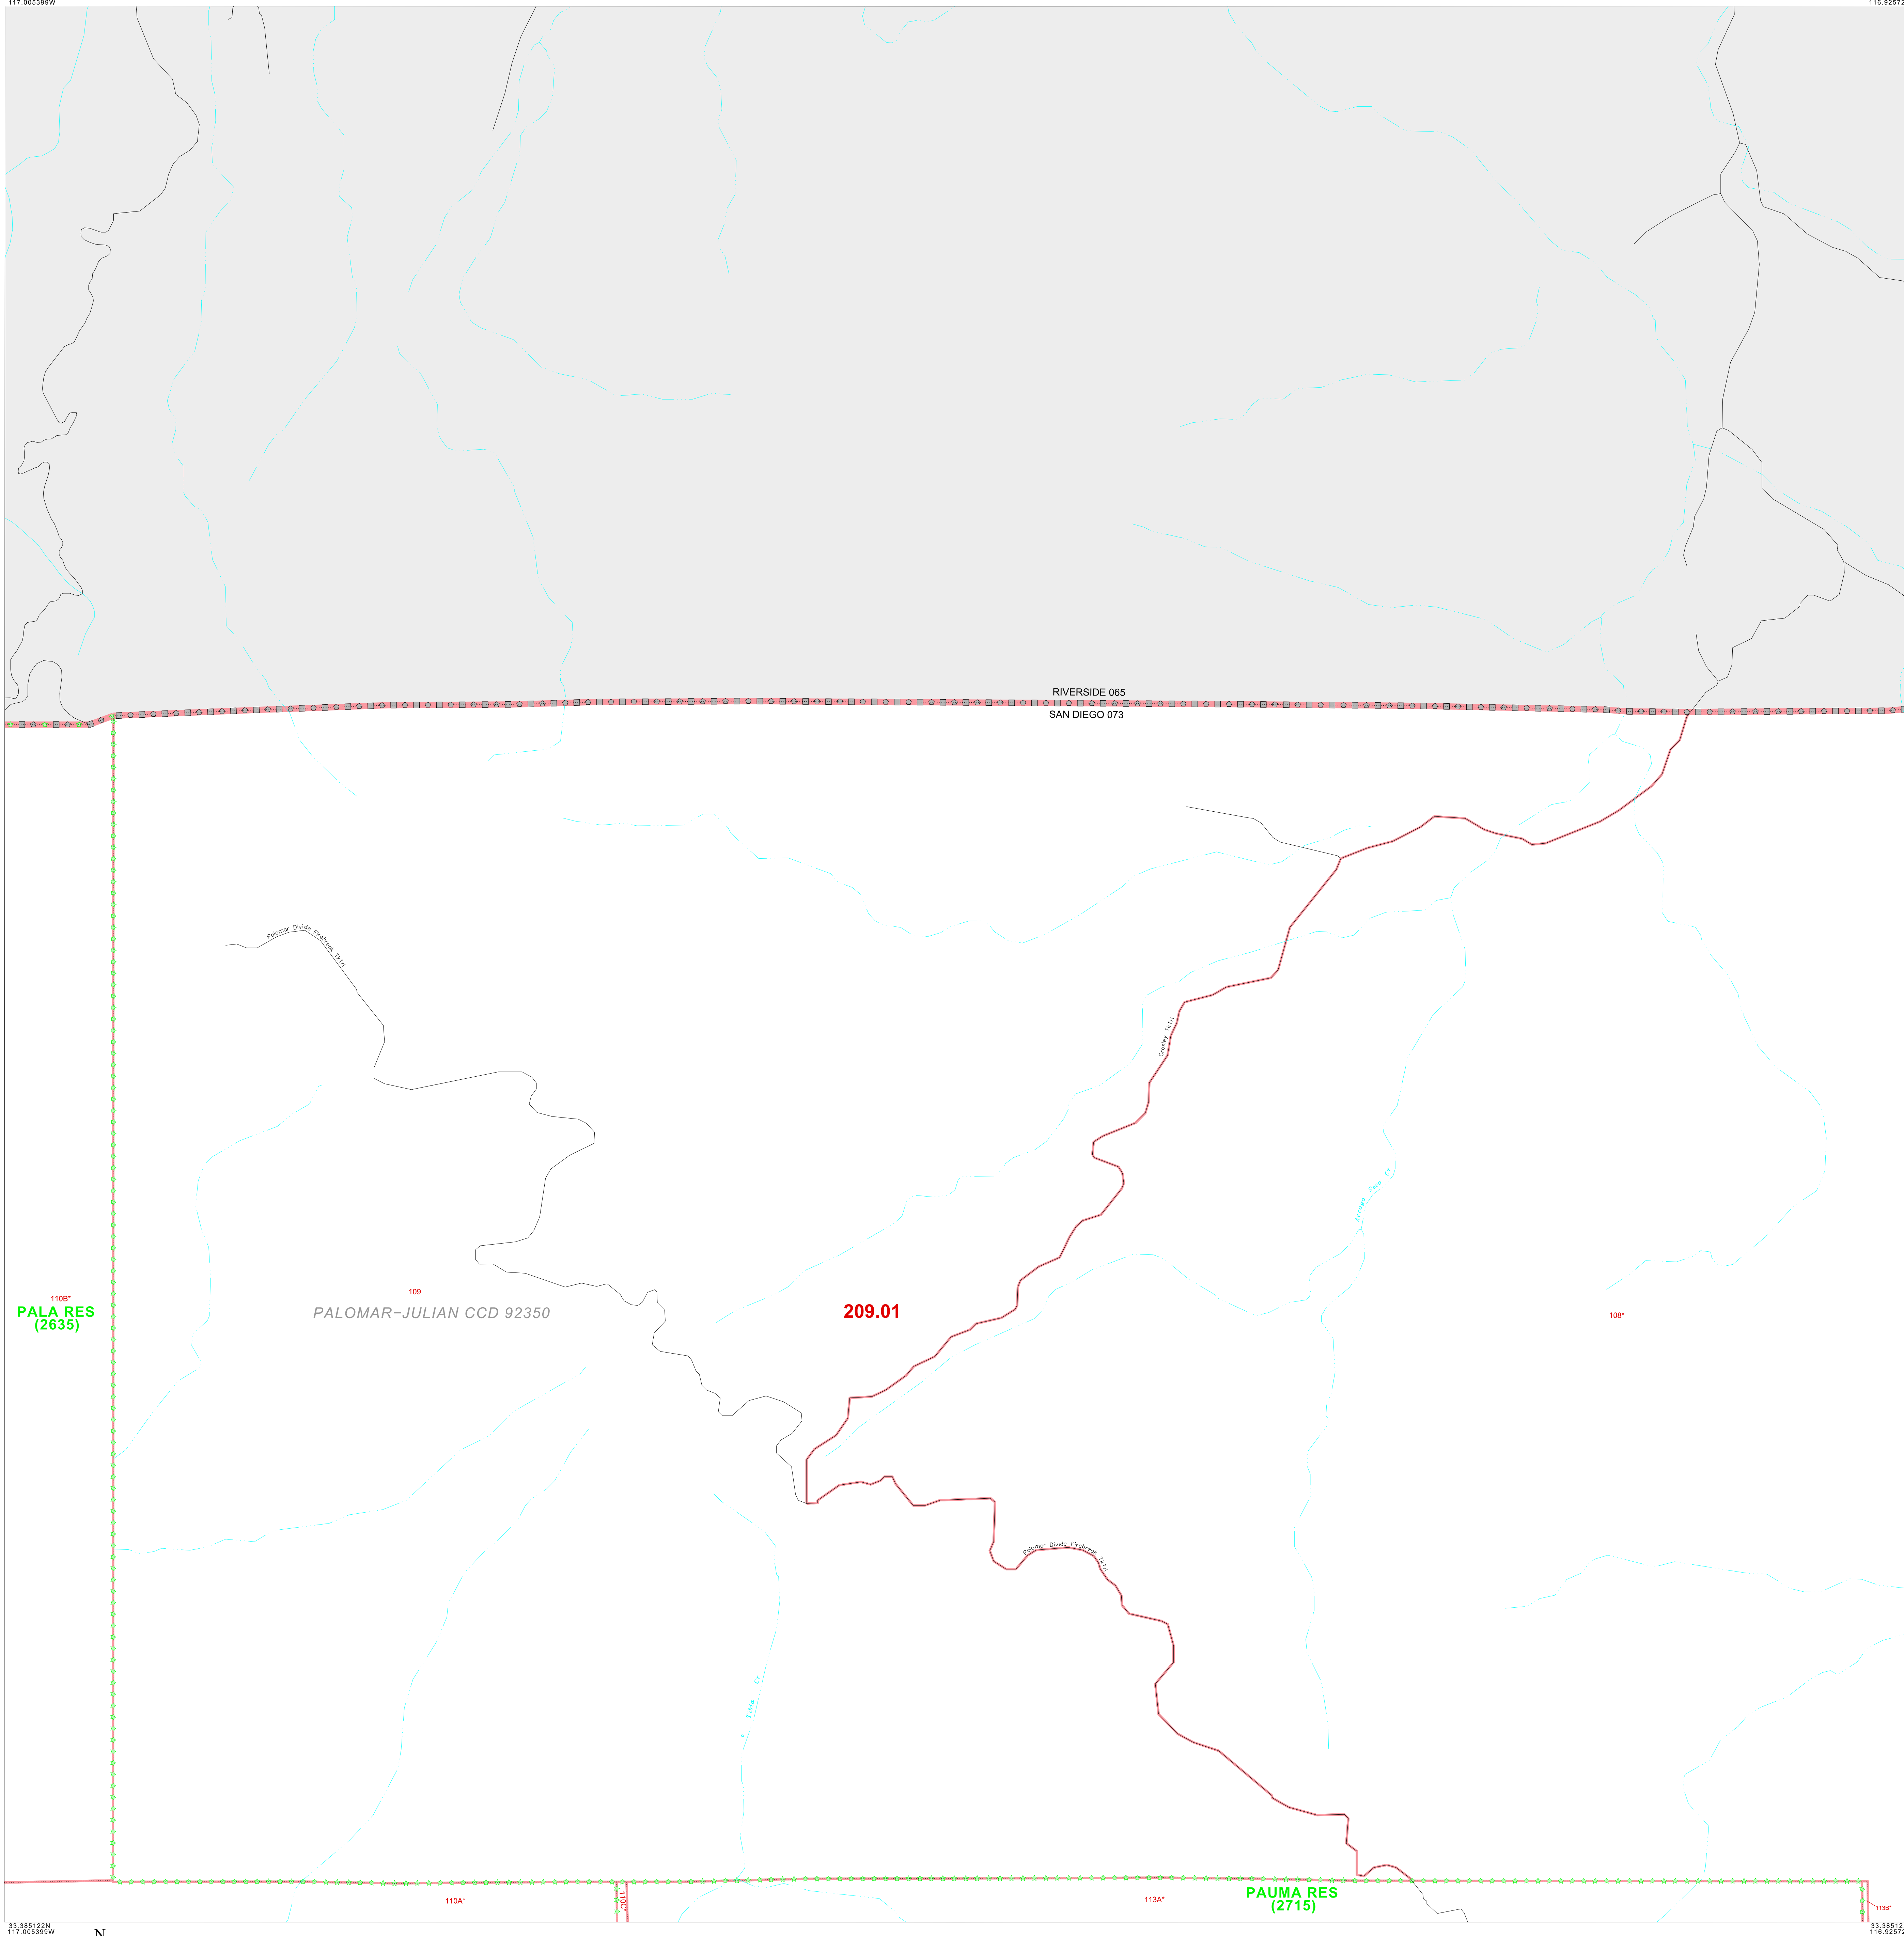 117.005399W
116.92572
RIVERSIDE 065
SAN DIEGO 073
Palomar Divide Firebreak TkTrl
Crosley TkTrl
110B*
PALA RES
(2635)
109
PALOMAR-JULIAN CCD 92350
209.01
108*
Palomar Divide Firebreak TkTrl
110A*
110C*
113A*
PAUMA RES
(2715)
113B*
33.385122N
117.005399W
N
33.38512
116.92572